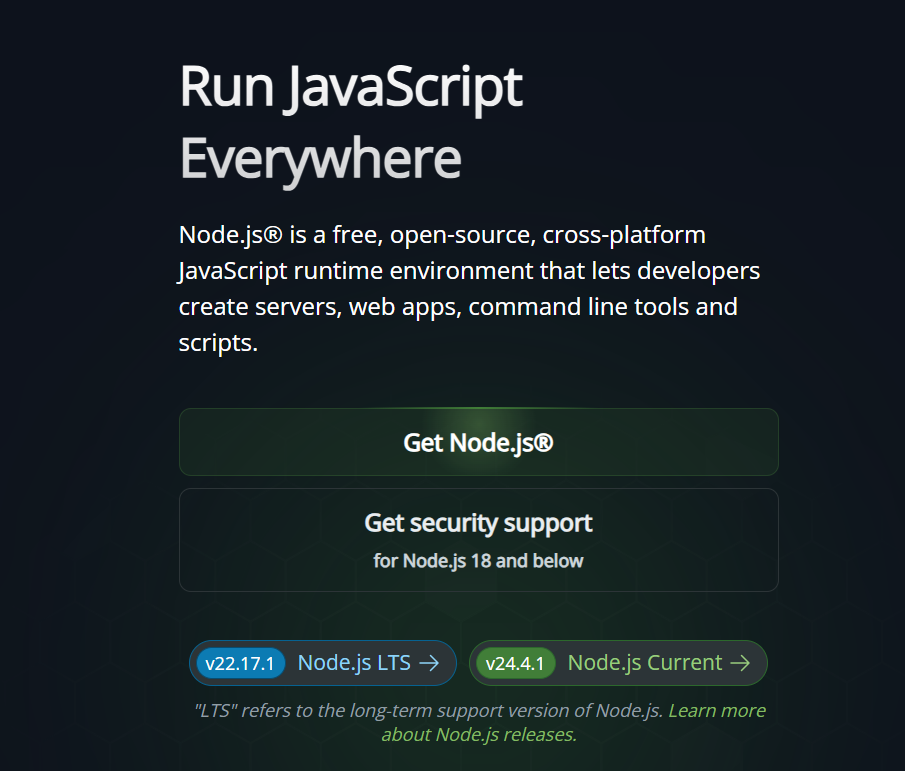 Run JavaScript
Everywhere
Node.js® is a free, open-source, cross-platform
JavaScript runtime environment that lets developers
create servers, web apps, command line tools and
scripts.
Get Node.js®
Get security support
for Node.js 18 and below
v22.17.1 Node.js LTS →
v24.4.1 Node.js Current →
"LTS" refers to the long-term support version of Node.js. Learn more
about Node.js releases.